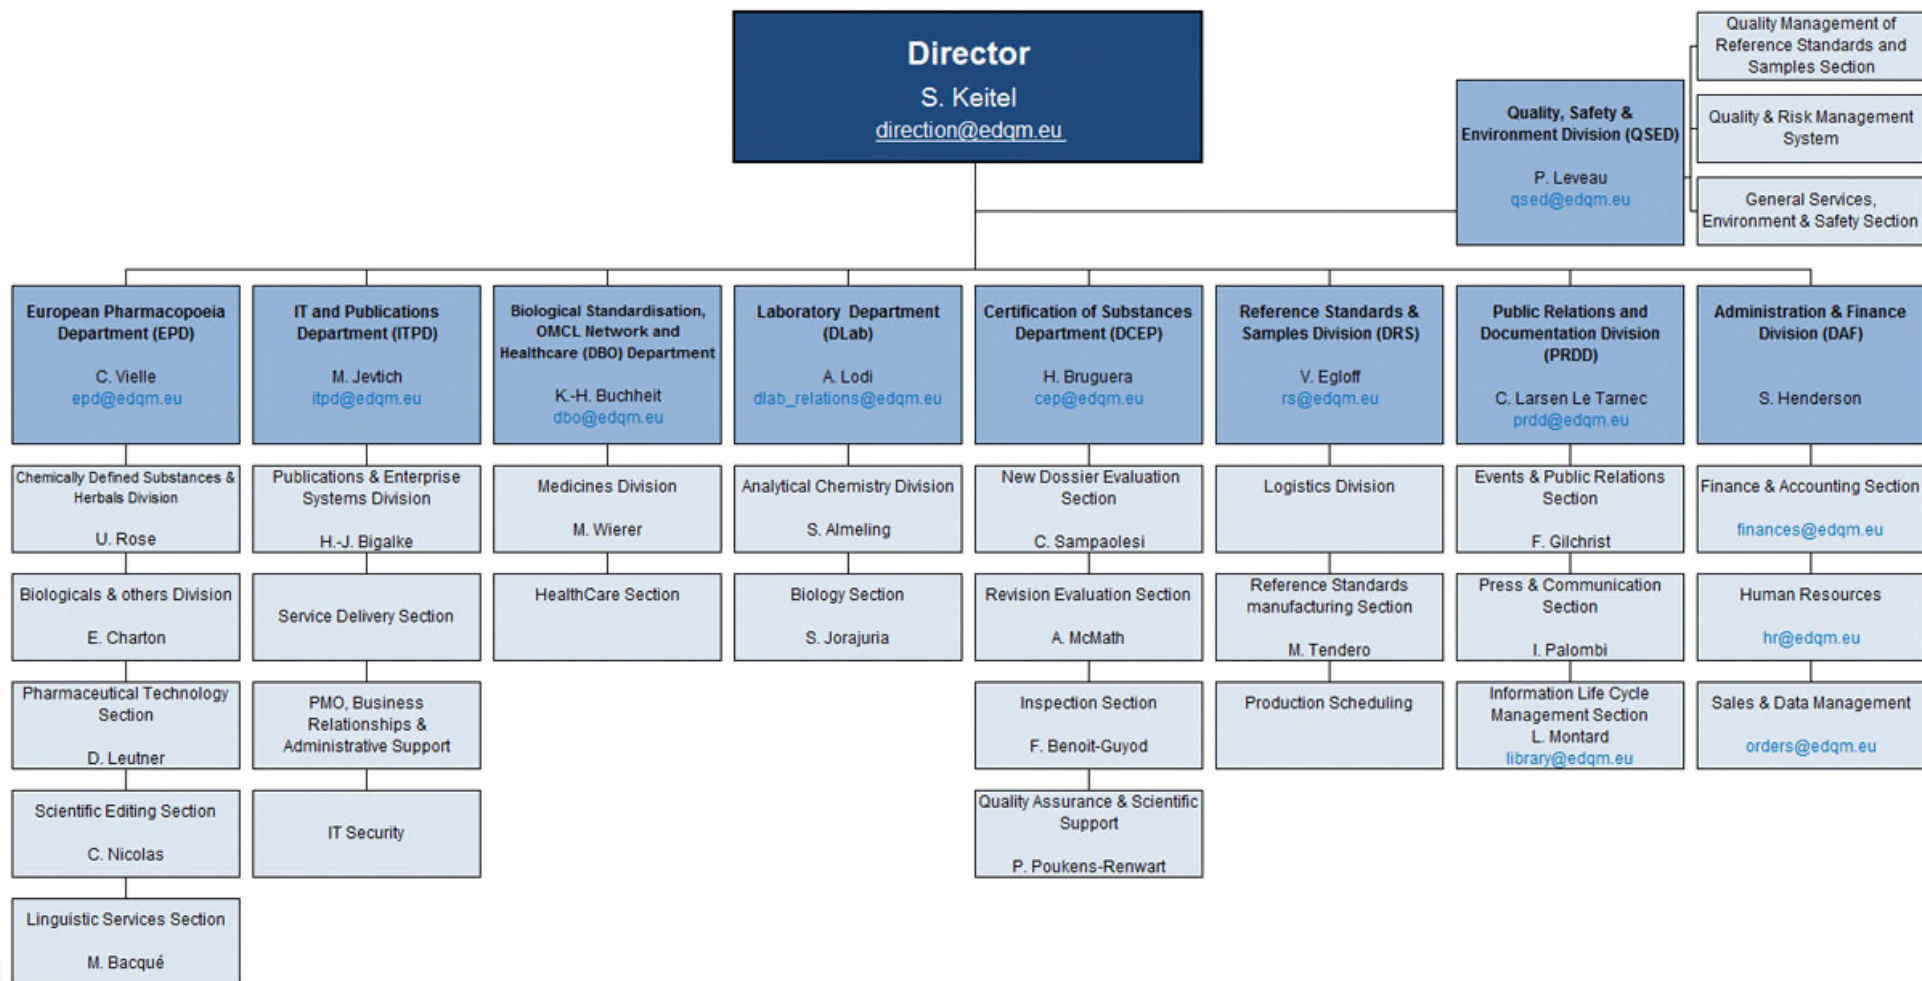 Director
S. Keitel
direction@edqm.eu
Quality, Safety &
Environment Division (QSED)
P. Leveau
qsed@edqm.eu
Quality Management of
Reference Standards and
Samples Section
Quality & Risk Management
System
General Services,
Environment & Safety Section
European Pharmacopoeia
Department (EPD)
C. Vielle
epd@edqm.eu
Chemically Defined Substances &
Herbals Division
U. Rose
Biologicals & others Division
E. Charton
Pharmaceutical Technology
Section
D. Leutner
Scientific Editing Section
C. Nicolas
Linguistic Services Section
M. Bacqué
IT and Publications
Department (ITPD)
M. Jevtich
itpd@edqm.eu
Publications & Enterprise
Systems Division
H.-J. Bigalke
Service Delivery Section
PMO, Business
Relationships &
Administrative Support
IT Security
Biological Standardisation,
OMCL Network and
Healthcare (DBO) Department
K.-H. Buchheit
dbo@edqm.eu
Medicines Division
M. Wierer
HealthCare Section
Laboratory Department
(DLab)
A. Lodi
dlab_relations@edqm.eu
Analytical Chemistry Division
S. Almeling
Biology Section
S. Jorajuria
Certification of Substances
Department (DCEP)
H. Bruguera
cep@edqm.eu
New Dossier Evaluation
Section
C. Sampaolesi
Revision Evaluation Section
A. McMath
Inspection Section
F. Benoit-Guyod
Quality Assurance & Scientific
Support
P. Poukens-Renwart
Reference Standards &
Samples Division (DRS)
V. Egloff
rs@edqm.eu
Logistics Division
Reference Standards
manufacturing Section
M. Tendero
Production Scheduling
Public Relations and
Documentation Division
(PRDD)
C. Larsen Le Tarnec
prdd@edqm.eu
Events & Public Relations
Section
F. Gilchrist
Press & Communication
Section
I. Palombi
Information Life Cycle
Management Section
L. Montard
library@edqm.eu
Administration & Finance
Division (DAF)
S. Henderson
Finance & Accounting Section
finances@edqm.eu
Human Resources
hr@edqm.eu
Sales & Data Management
orders@edqm.eu